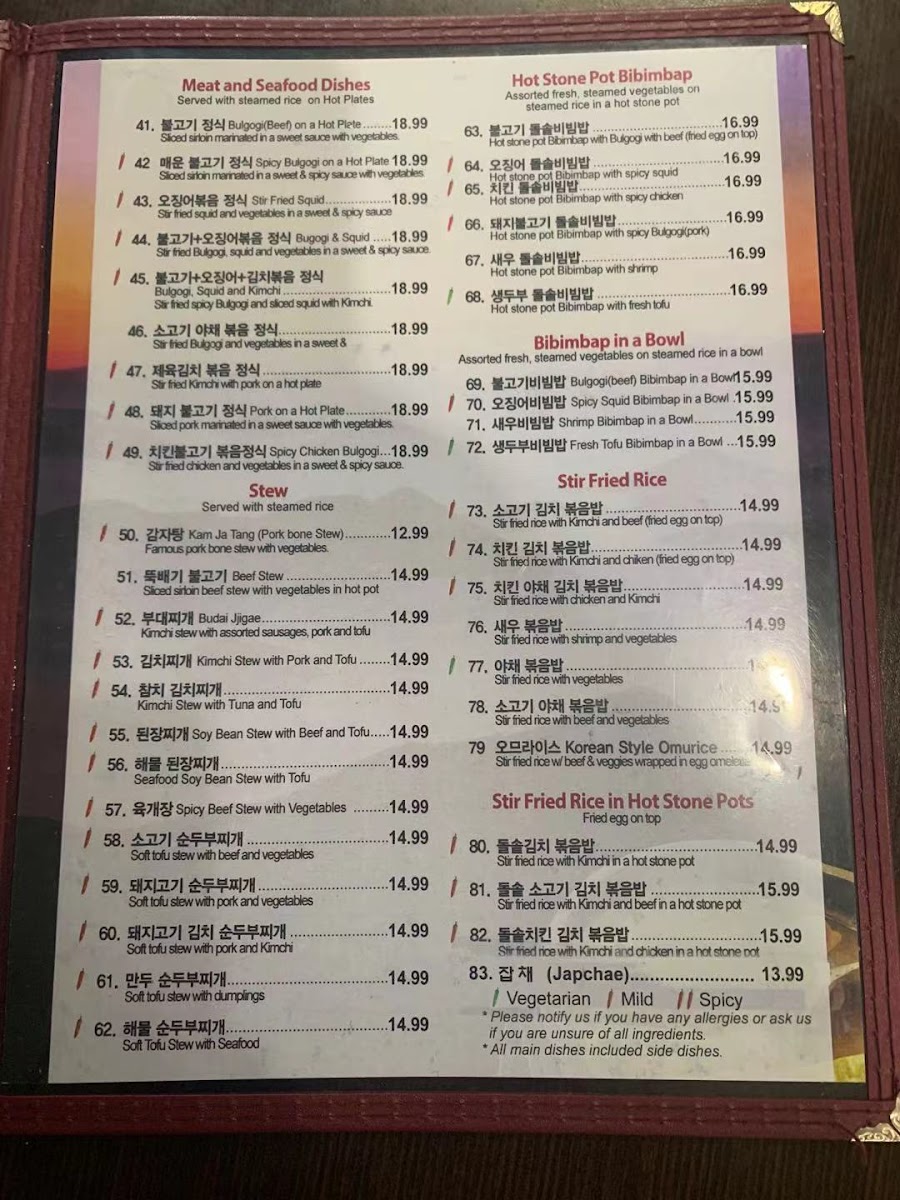 Meat and Seafood Dishes
Served with steamed rice on Hot Plates
41. 불고기 정식 Bulgogi(Beef) on a Hot Plate ........18.99
Sliced sirloin marinated in a sweet sauce with vegetables.
42 매운 불고기 정식 Spicy Bulgogi on a Hot Plate 18.99
Sliced sirloin marinated in a sweet & spicy sauce with vegetables
43. 오징어볶음 정식 Stir Fried Squid...............18.99
Stir fried squid and vegetables in a sweet & spicy sauce
44. 불고기+오징어볶음 정식 Bugogi & Squid .....18.99
Stir fried Bulgogi, squid and vegetables in a sweet & spicy sauce.
45. 불고기+오징어+김치볶음 정식
Bulgogi, Squid and Kimchi ..............................18.99
Stir fried spicy Bulgogi and sliced squid with Kimchi.
46. 소고기 야채 볶음 정식.........................18.99
Stir fried Bulgogi and vegetables in a sweet &
47. 제육김치 볶음 정식 .............................18.99
Stir fried Kimchi with pork on a hot plate
48. 돼지 불고기 정식 Pork on a Hot Plate...........18.99
Sliced pork marinated in a sweet sauce with vegetables.
49. 치킨불고기 볶음정식 Spicy Chicken Bulgogi...18.99
Stir fried chicken and vegetables in a sweet & spicy sauce.
Stew
Served with steamed rice
50. 감자탕 Kam Ja Tang (Pork bone Stew)...........12.99
Famous pork bone stew with vegetables.
51. 뚝배기 불고기 Beef Stew .........................14.99
Sliced sirloin beef stew with vegetables in hot pot
52. 부대찌개 Budai Jjigae...............................14.99
Kimchi stew with assorted sausages, pork and tofu
53. 김치찌개 Kimchi Stew with Pork and Tofu ........14.99
54. 참치 김치찌개.......................................14.99
Kimchi Stew with Tuna and Tofu
55. 된장찌개 Soy Bean Stew with Beef and Tofu.....14.99
56. 해물 된장찌개.......................................14.99
Seafood Soy Bean Stew with Tofu
57. 육개장 Spicy Beef Stew with Vegetables .........14.99
58. 소고기 순두부찌개 .................................14.99
Soft tofu stew with beef and vegetables
59. 돼지고기 순두부찌개...............................14.99
Soft tofu stew with pork and vegetables
60. 돼지고기 김치 순두부찌개........................14.99
Soft tofu stew with pork and Kimchi
61. 만두 순두부찌개.....................................14.99
Soft tofu stew with dumplings
62. 해물 순두부찌개.....................................14.99
Soft Tofu Stew with Seafood
Hot Stone Pot Bibimbap
Assorted fresh, steamed vegetables on
steamed rice in a hot stone pot
63. 불고기 돌솥비빔밥 ..............................16.99
Hot stone pot Bibimbap with Bulgogi with beef (fried egg on top)
64. 오징어 돌솥비빔밥 ..............................16.99
Hot stone pot Bibimbap with spicy squid
65. 치킨 돌솥비빔밥.................................16.99
Hot stone pot Bibimbap with spicy chicken
66. 돼지불고기 돌솥비빔밥.........................16.99
Hot stone pot Bibimbap with spicy Bulgogi(pork)
67. 새우 돌솥비빔밥.................................16.99
Hot stone pot Bibimbap with shrimp
68. 생두부 돌솥비빔밥 ..............................16.99
Hot stone pot Bibimbap with fresh tofu
Bibimbap in a Bowl
Assorted fresh, steamed vegetables on steamed rice in a bowl
69. 불고기비빔밥 Bulgogi(beef) Bibimbap in a Bowl 15.99
70. 오징어비빔밥 Spicy Squid Bibimbap in a Bowl .15.99
71. 새우비빔밥 Shrimp Bibimbap in a Bowl..........15.99
72. 생두부비빔밥 Fresh Tofu Bibimbap in a Bowl ...15.99
Stir Fried Rice
73. 소고기 김치 볶음밥..............................14.99
Stir fried rice with Kimchi and beef (fried egg on top)
74. 치킨 김치 볶음밥.................................14.99
Stir fried rice with Kimchi and chiken (fried egg on top)
75. 치킨 야채 김치 볶음밥...........................14.99
Stir fried rice with chicken and Kimchi
76. 새우 볶음밥.......................................14.99
Stir fried rice with shrimp and vegetables
77. 야채 볶음밥
Stir fried rice with vegetables
78. 소고기 야채 볶음밥..............................14.99
Stir fried rice with beef and vegetables
79 오므라이스 Korean Style Omurice ......14.99
Stir fried rice w/ beef & veggies wrapped in egg omelette
Stir Fried Rice in Hot Stone Pots
Fried egg on top
80. 돌솥김치 볶음밥.................................14.99
Stir fried rice with Kimchi in a hot stone pot
81. 돌솥 소고기 김치 볶음밥 ......................15.99
Stir fried rice with Kimchi and beef in a hot stone pot
82. 돌솥치킨 김치 볶음밥...........................15.99
Stir fried rice with Kimchi and chicken in a hot stone pot
83. 잡 채 (Japchae)....................... 13.99
Vegetarian Mild Spicy
* Please notify us if you have any allergies or ask us
if you are unsure of all ingredients.
* All main dishes included side dishes.